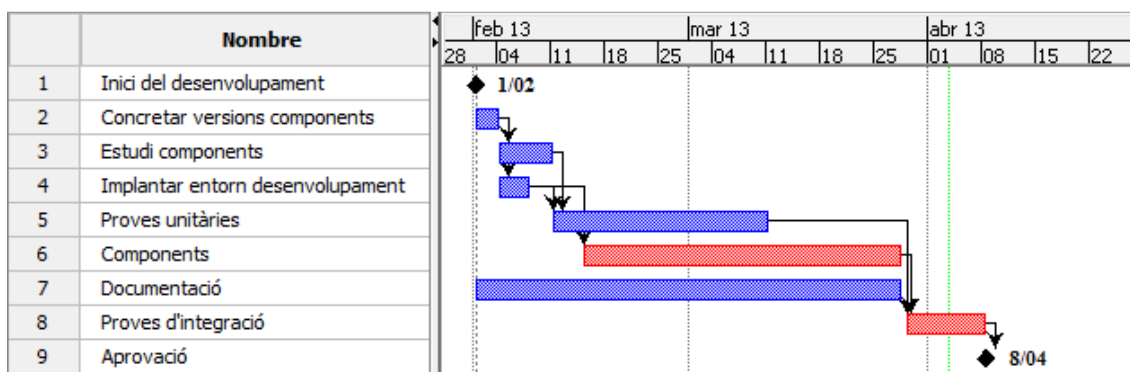 Nombre
feb 13 mar 13 abr 13
28 04 11 18 25 04 11 18 25 01 08 15 22
1 Inici del desenvolupament 1/02
2 Concretar versions components
3 Estudi components
4 Implantar entorn desenvolupament
5 Proves unitàries
6 Components
7 Documentació
8 Proves d'integració
9 Aprovació 8/04